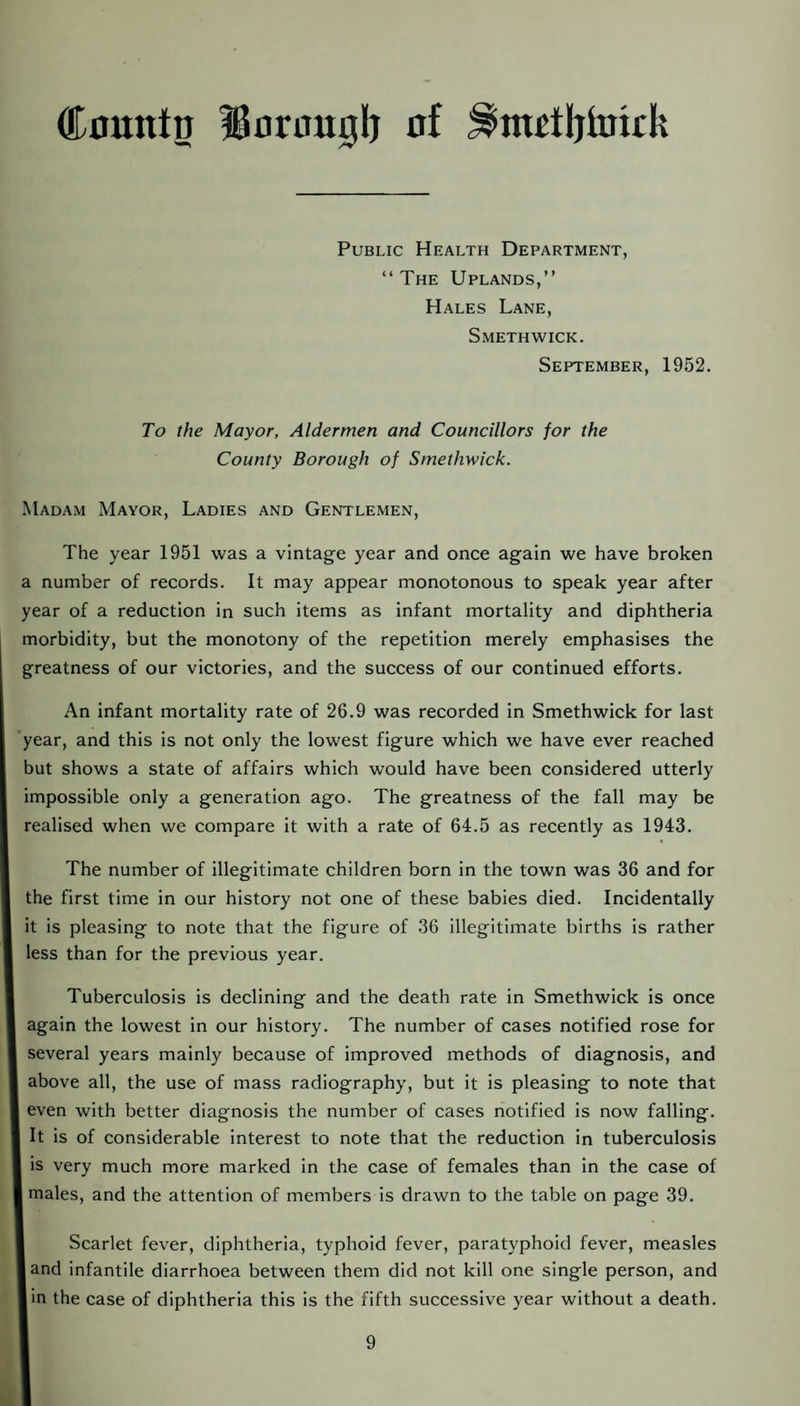 County Borough of Smethwick
Public Health Department,
“The Uplands,”
Hales Lane,
Smethwick.
September, 1952.
To the Mayor, Aldermen and Councillors for the
County Borough of Smethwick.
Madam Mayor, Ladies and Gentlemen,
The year 1951 was a vintage year and once again we have broken
a number of records. It may appear monotonous to speak year after
year of a reduction in such items as infant mortality and diphtheria
morbidity, but the monotony of the repetition merely emphasises the
greatness of our victories, and the success of our continued efforts.
An infant mortality rate of 26.9 was recorded in Smethwick for last
year, and this is not only the lowest figure which we have ever reached
but shows a state of affairs which would have been considered utterly
impossible only a generation ago. The greatness of the fall may be
realised when we compare it with a rate of 64.5 as recently as 1943.
The number of illegitimate children born in the town was 36 and for
the first time in our history not one of these babies died. Incidentally
it is pleasing to note that the figure of 36 illegitimate births is rather
less than for the previous year.
Tuberculosis is declining and the death rate in Smethwick is once
again the lowest in our history. The number of cases notified rose for
several years mainly because of improved methods of diagnosis, and
above all, the use of mass radiography, but it is pleasing to note that
even with better diagnosis the number of cases notified is now falling.
It is of considerable interest to note that the reduction in tuberculosis
is very much more marked in the case of females than in the case of
males, and the attention of members is drawn to the table on page 39.
Scarlet fever, diphtheria, typhoid fever, paratyphoid fever, measles
and infantile diarrhoea between them did not kill one single person, and
in the case of diphtheria this is the fifth successive year without a death.
9